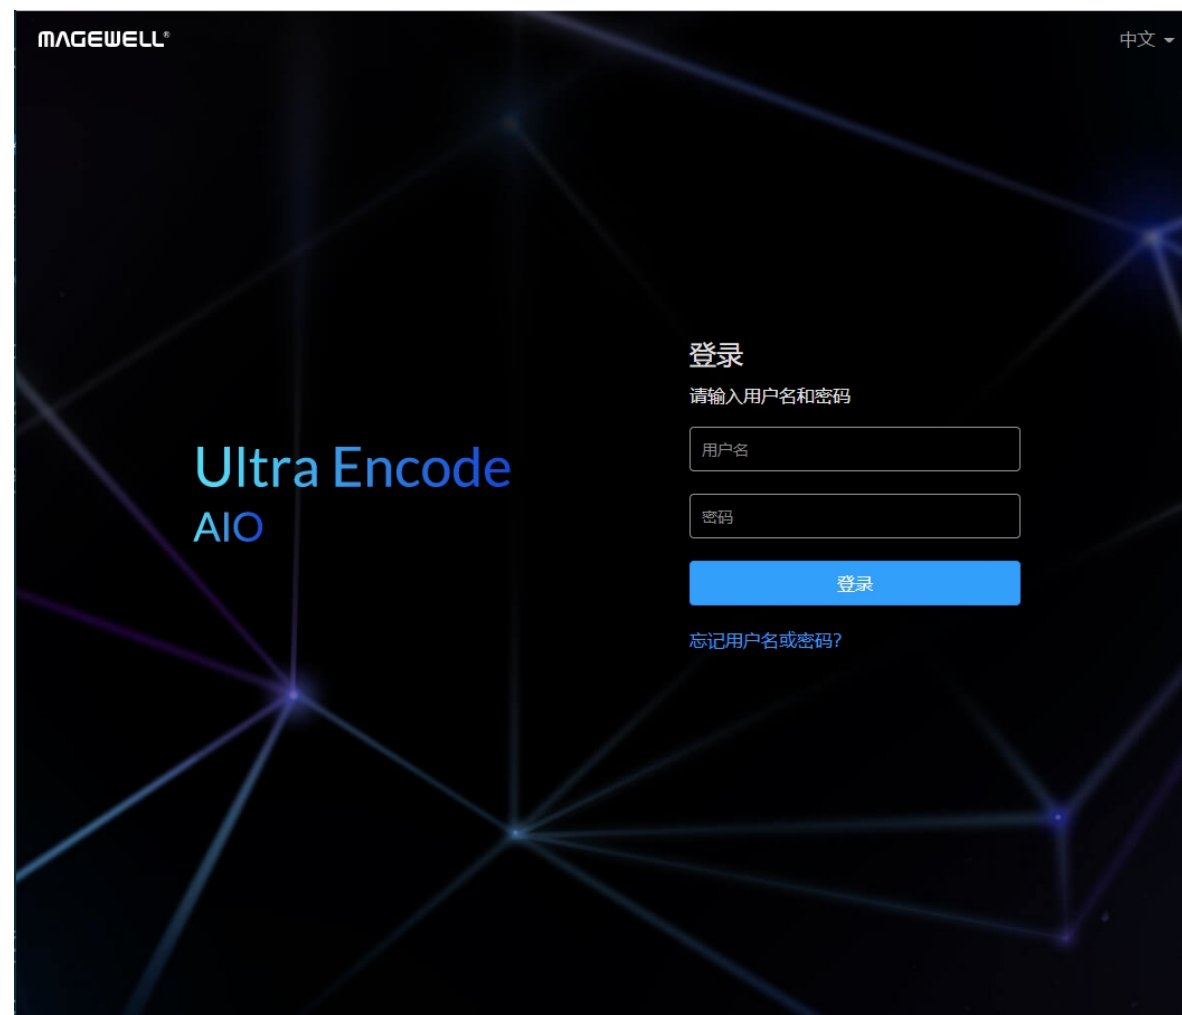 MAGEWELL®
中文
登录
请输入用户名和密码
用户名
Ultra Encode
密码
AIO
登录
忘记用户名或密码?